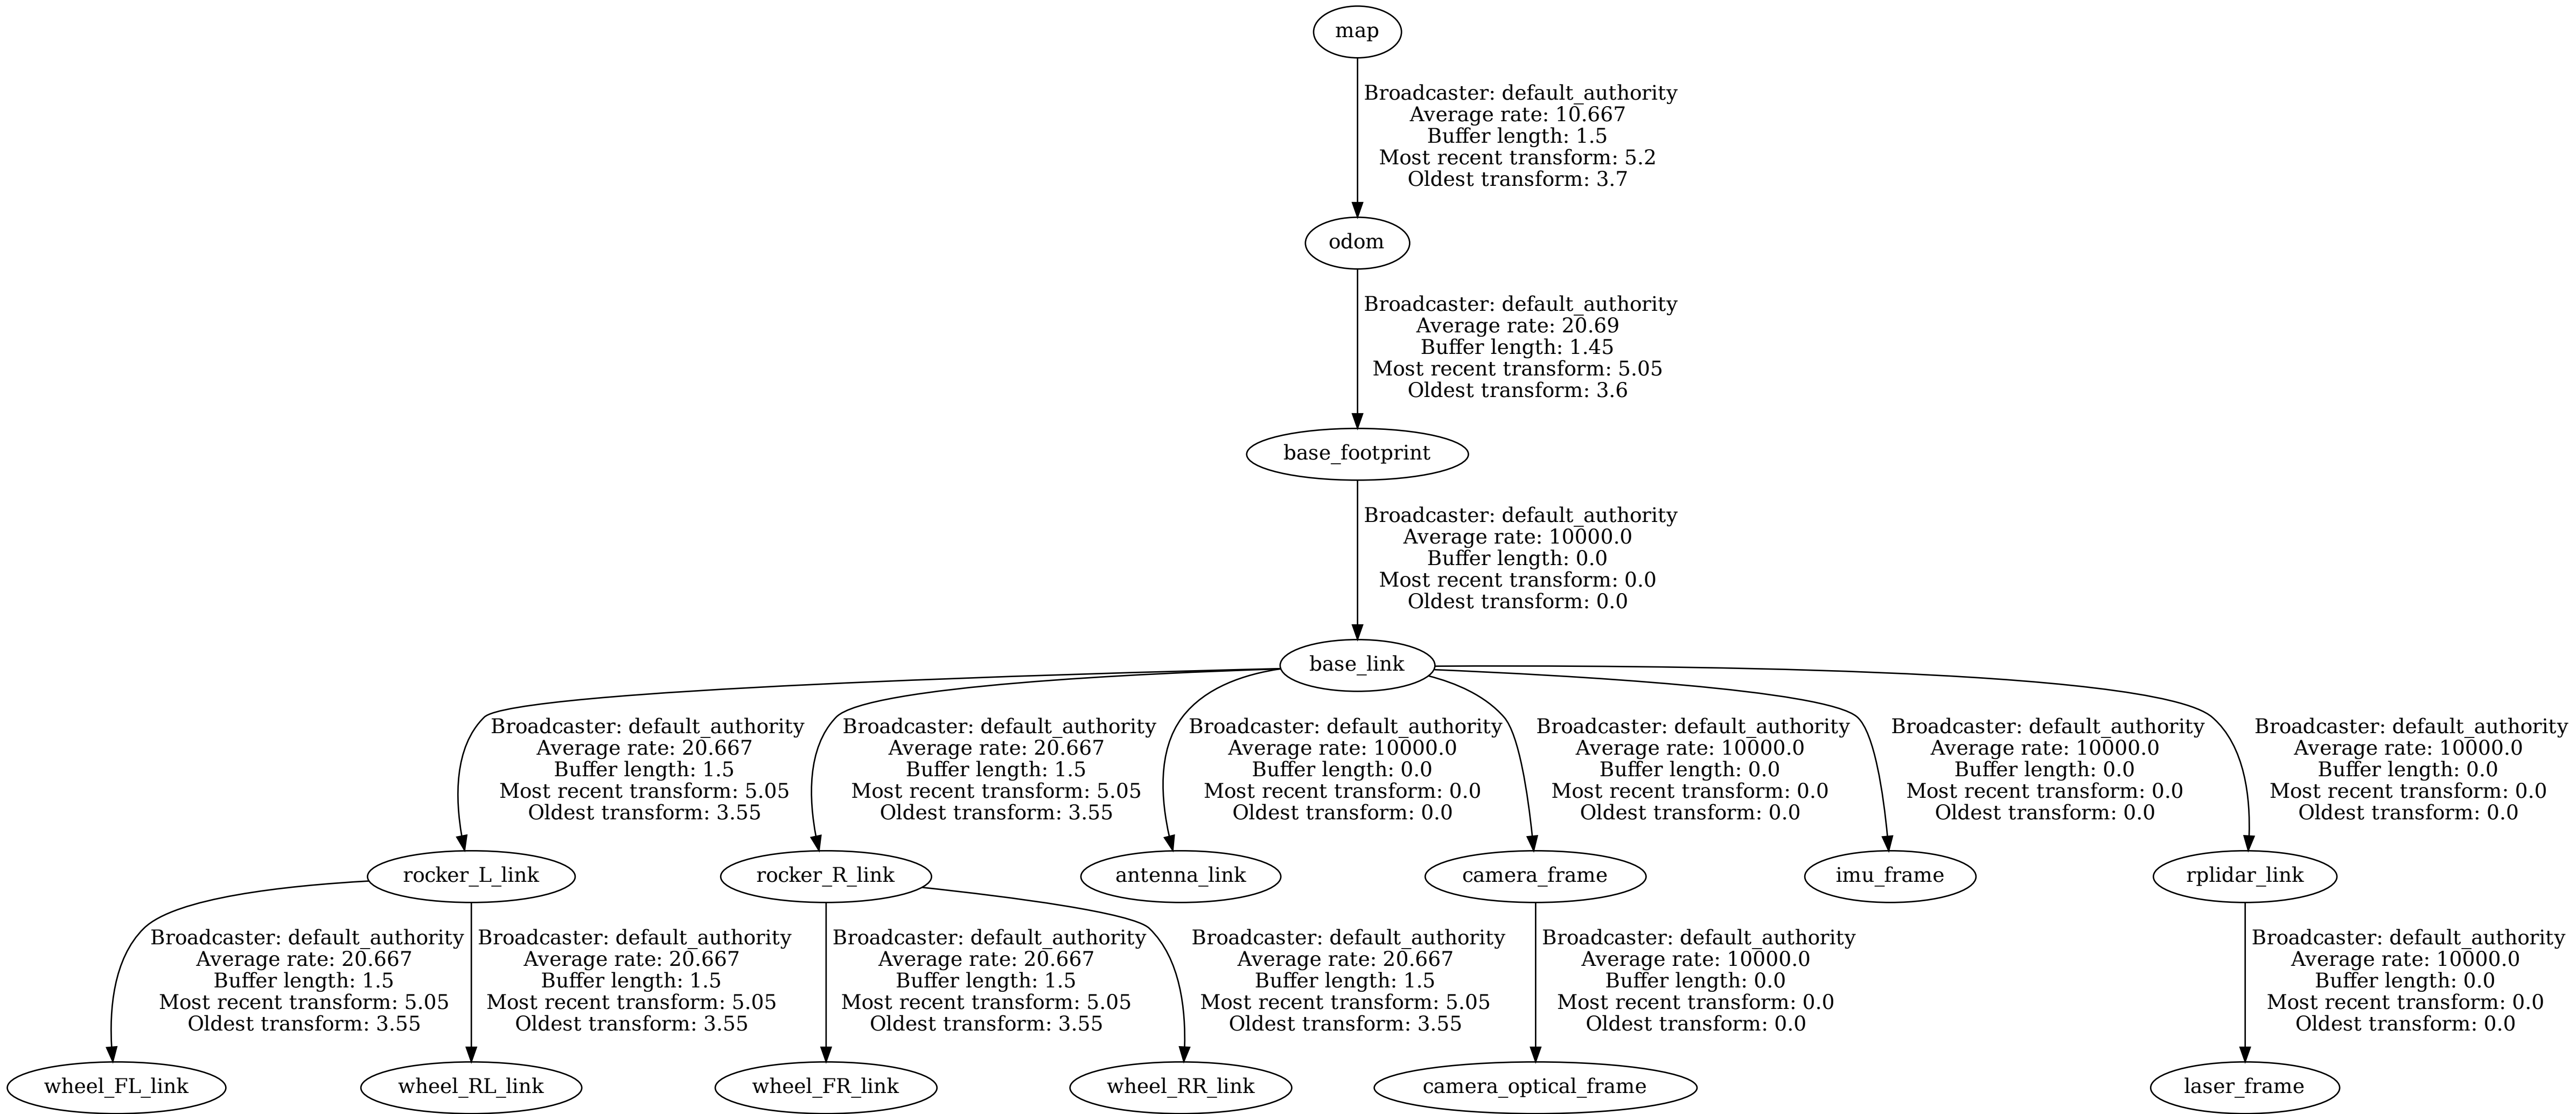 map
Broadcaster: default_authority
Average rate: 10.667
Buffer length: 1.5
Most recent transform: 5.2
Oldest transform: 3.7
odom
Broadcaster: default_authority
Average rate: 20.69
Buffer length: 1.45
Most recent transform: 5.05
Oldest transform: 3.6
base_footprint
Broadcaster: default_authority
Average rate: 10000.0
Buffer length: 0.0
Most recent transform: 0.0
Oldest transform: 0.0
base_link
Broadcaster: default_authority
Average rate: 20.667
Buffer length: 1.5
Most recent transform: 5.05
Oldest transform: 3.55
Broadcaster: default_authority
Average rate: 20.667
Buffer length: 1.5
Most recent transform: 5.05
Oldest transform: 3.55
Broadcaster: default_authority
Average rate: 10000.0
Buffer length: 0.0
Most recent transform: 0.0
Oldest transform: 0.0
Broadcaster: default_authority
Average rate: 10000.0
Buffer length: 0.0
Most recent transform: 0.0
Oldest transform: 0.0
Broadcaster: default_authority
Average rate: 10000.0
Buffer length: 0.0
Most recent transform: 0.0
Oldest transform: 0.0
Broadcaster: default_authority
Average rate: 10000.0
Buffer length: 0.0
Most recent transform: 0.0
Oldest transform: 0.0
rocker_L_link
rocker_R_link
antenna_link
camera_frame
imu_frame
rplidar_link
Broadcaster: default_authority
Average rate: 20.667
Buffer length: 1.5
Most recent transform: 5.05
Oldest transform: 3.55
Broadcaster: default_authority
Average rate: 20.667
Buffer length: 1.5
Most recent transform: 5.05
Oldest transform: 3.55
Broadcaster: default_authority
Average rate: 20.667
Buffer length: 1.5
Most recent transform: 5.05
Oldest transform: 3.55
Broadcaster: default_authority
Average rate: 20.667
Buffer length: 1.5
Most recent transform: 5.05
Oldest transform: 3.55
Broadcaster: default_authority
Average rate: 10000.0
Buffer length: 0.0
Most recent transform: 0.0
Oldest transform: 0.0
Broadcaster: default_authority
Average rate: 10000.0
Buffer length: 0.0
Most recent transform: 0.0
Oldest transform: 0.0
wheel_FL_link
wheel_RL_link
wheel_FR_link
wheel_RR_link
camera_optical_frame
laser_frame